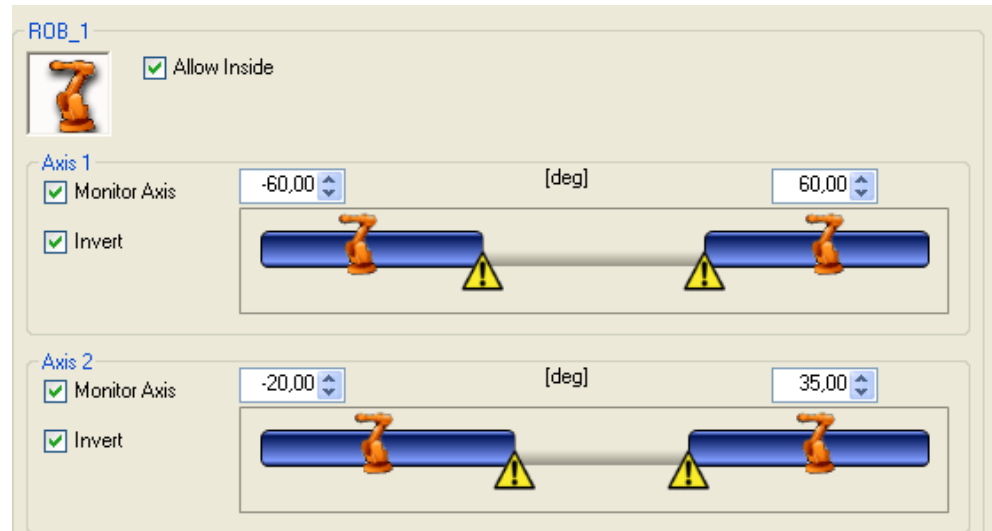 ROB_1
Allow Inside
Axis 1
Monitor Axis
-60,00 [deg] 60,00
Invert
Axis 2
Monitor Axis
-20,00 [deg] 35,00
Invert